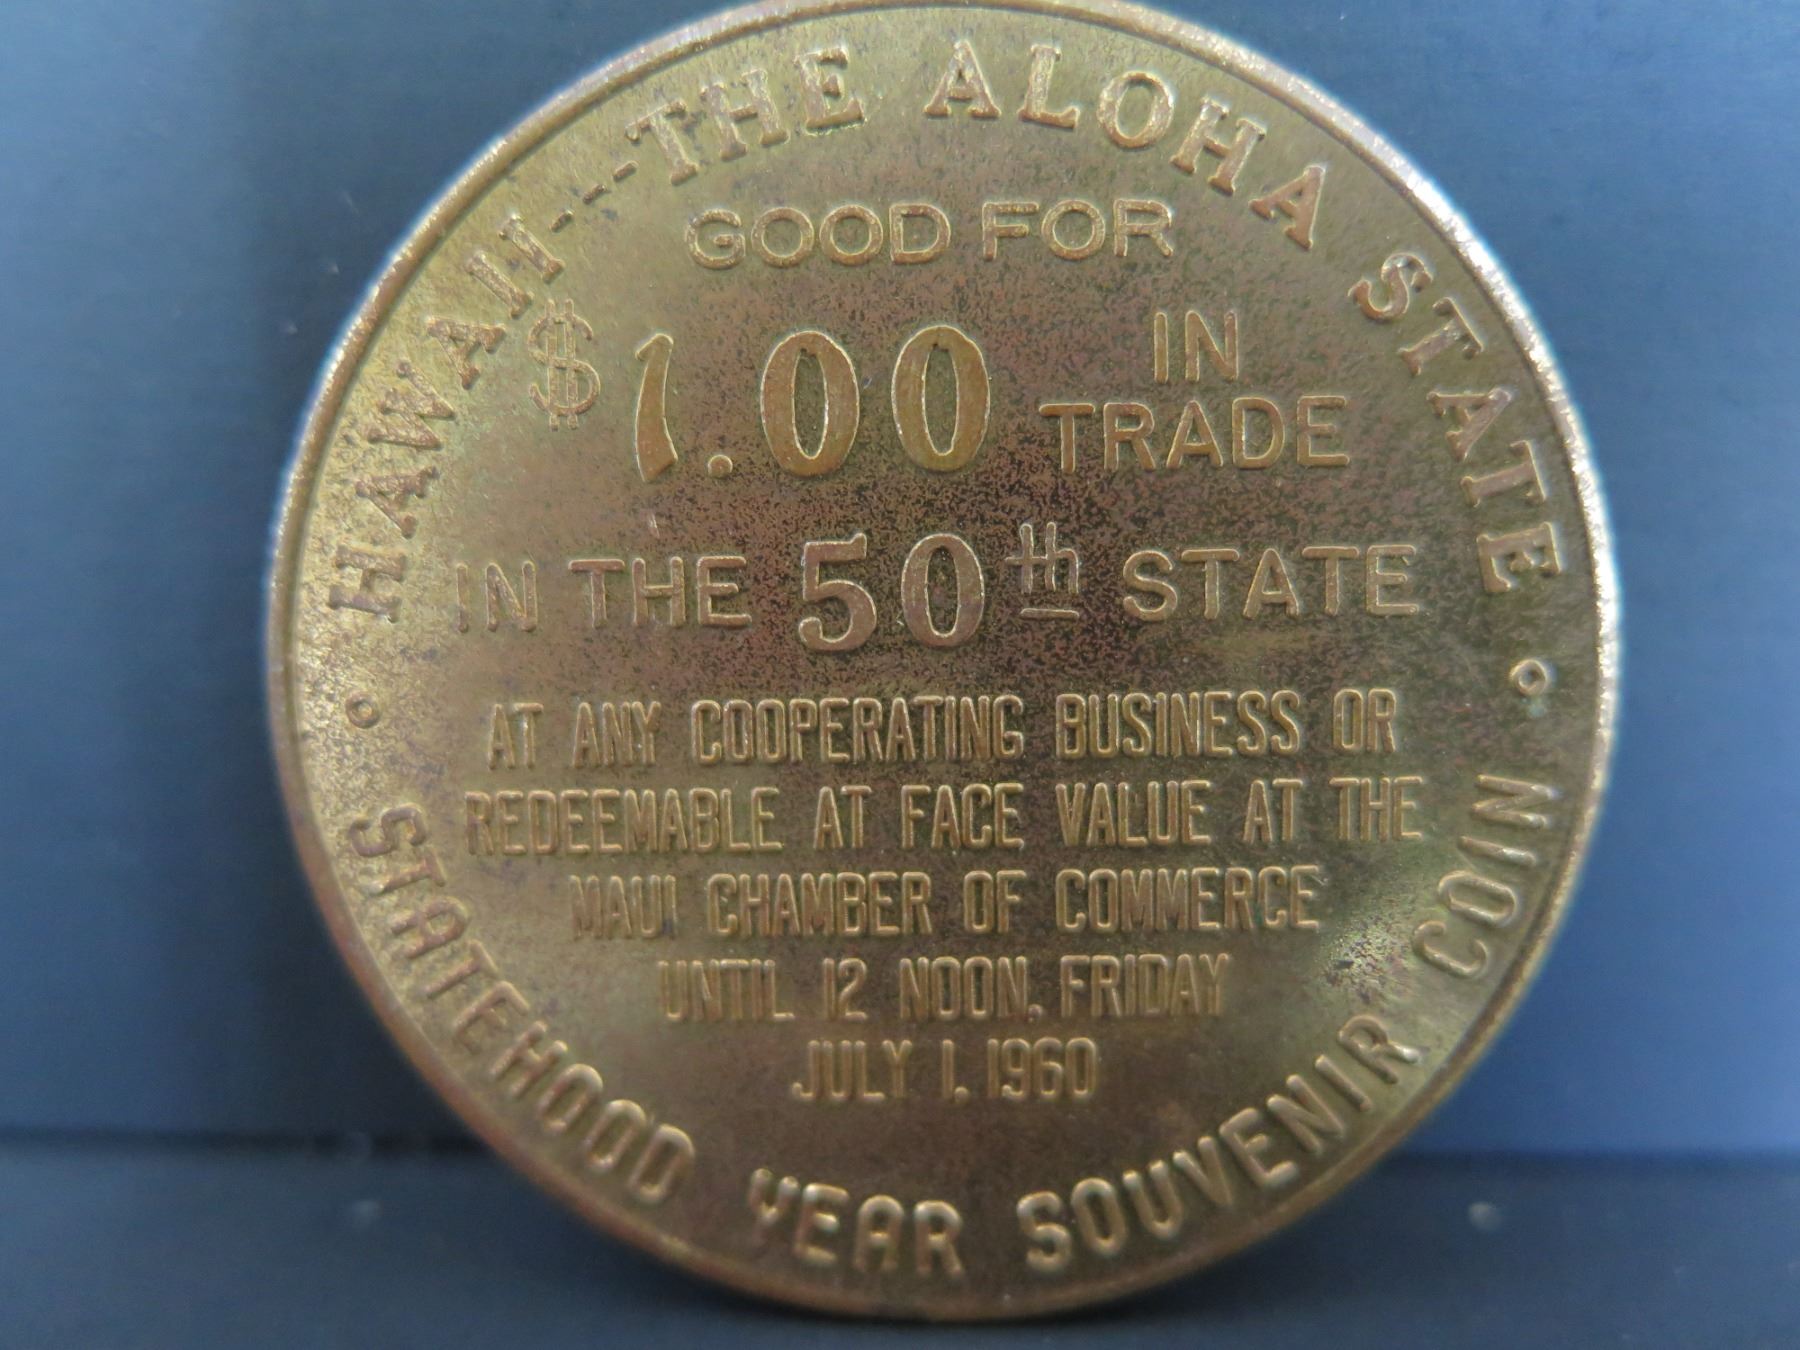 HAWAII---THE ALOHA STATE
GOOD FOR
$1.00 IN TRADE
IN THE 50th STATE
AT ANY COOPERATING BUSINESS OR
REDEEMABLE AT FACE VALUE AT THE
MAUI CHAMBER OF COMMERCE
UNTIL 12 NOON, FRIDAY
JULY 1, 1960
STATEHOOD YEAR SOUVENIR COIN